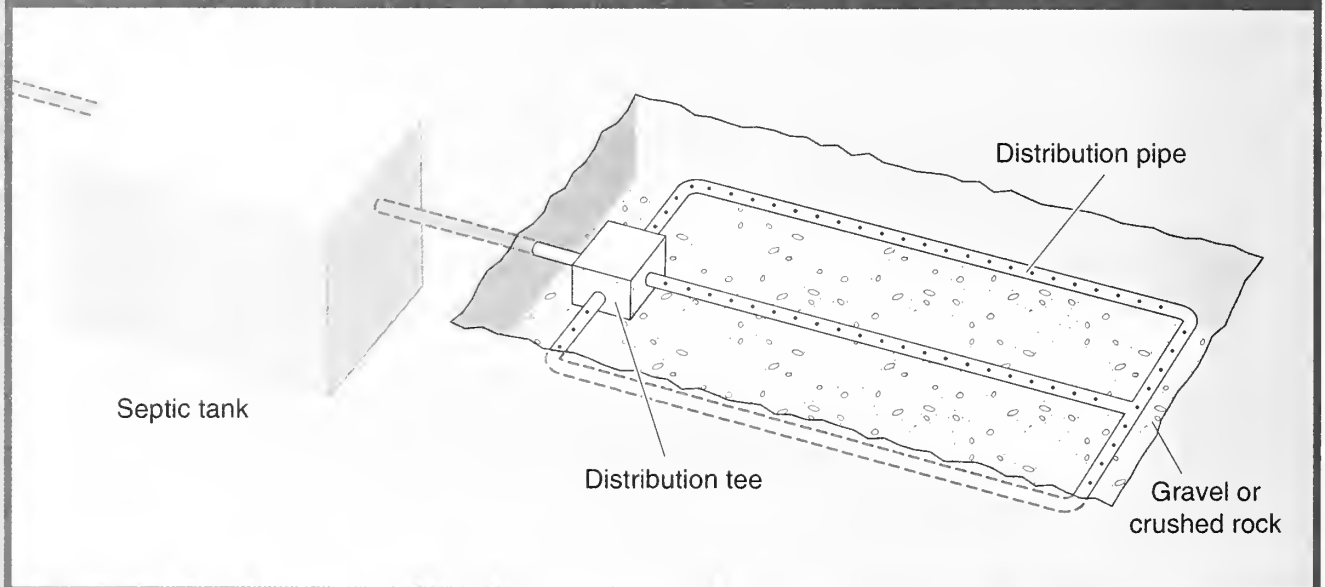 Distribution pipe
Septic tank
Distribution tee
Gravel or
crushed rock